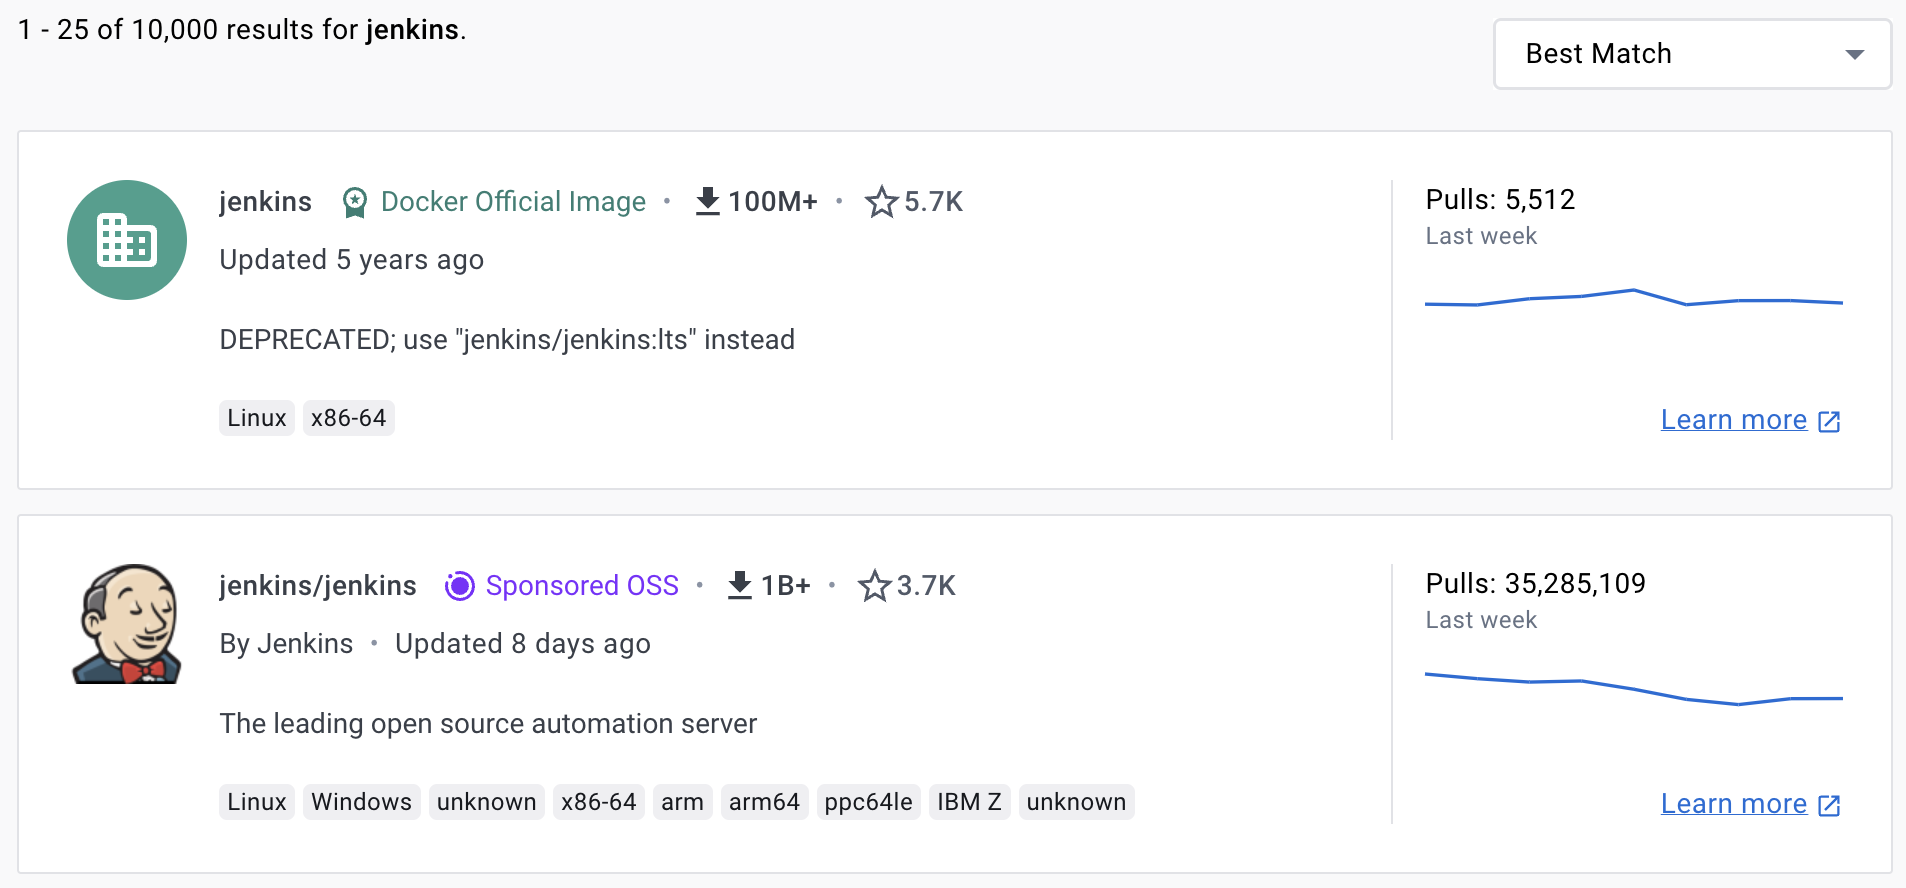 1 - 25 of 10,000 results for jenkins.
Best Match
jenkins Docker Official Image • 100M+ • 5.7K
Updated 5 years ago
DEPRECATED; use "jenkins/jenkins:lts" instead
Linux x86-64
Pulls: 5,512
Last week
Learn more
jenkins/jenkins Sponsored OSS • 1B+ • 3.7K
By Jenkins • Updated 8 days ago
The leading open source automation server
Linux Windows unknown x86-64 arm arm64 ppc64le IBM Z unknown
Pulls: 35,285,109
Last week
Learn more